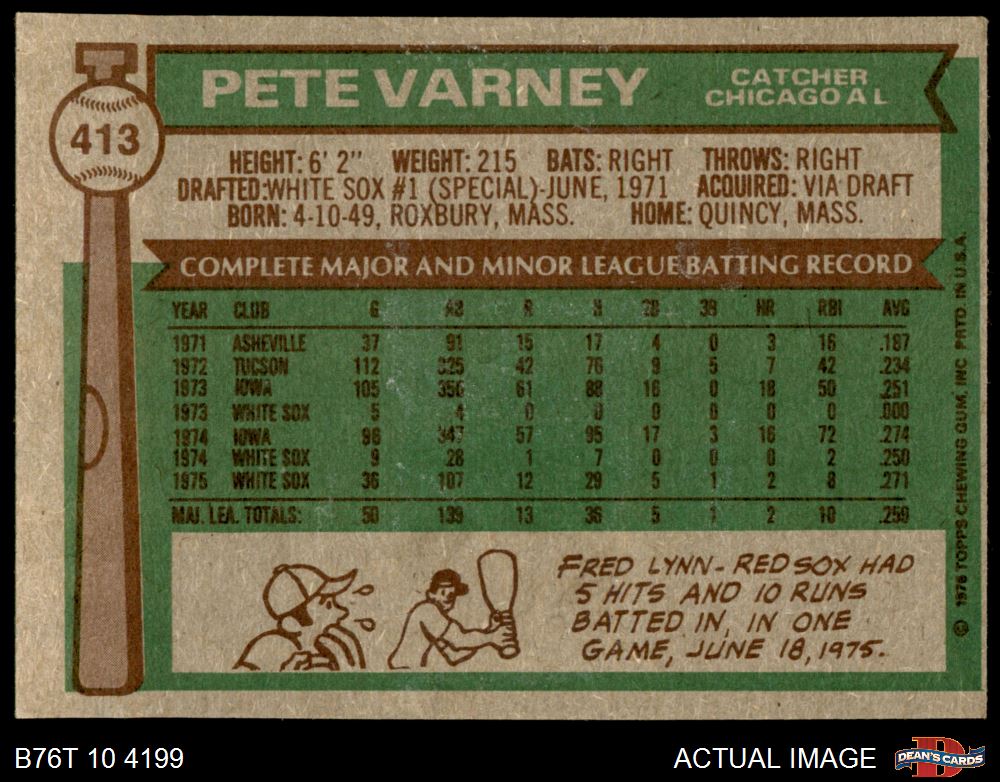 PETE VARNEY
CATCHER
CHICAGO A L
413
HEIGHT: 6' 2" WEIGHT: 215 BATS: RIGHT THROWS: RIGHT
DRAFTED: WHITE SOX #1 (SPECIAL)-JUNE, 1971 ACQUIRED: VIA DRAFT
BORN: 4-10-49, ROXBURY, MASS. HOME: QUINCY, MASS.
COMPLETE MAJOR AND MINOR LEAGUE BATTING RECORD
YEAR CLUB G AB R H 2B 3B HR RBI AVG
1971 ASHEVILLE 37 91 15 17 4 0 3 16 .187
1972 TUCSON 112 325 42 76 9 5 7 42 .234
1973 IOWA 105 350 61 88 16 0 18 50 .251
1973 WHITE SOX 5 4 0 0 0 0 0 0 .000
1974 IOWA 96 347 57 95 17 3 16 72 .274
1974 WHITE SOX 9 28 1 7 0 0 0 2 .250
1975 WHITE SOX 36 107 12 29 5 1 2 8 .271
MAJ. LEA. TOTALS: 50 139 13 36 5 1 2 10 .259
FRED LYNN- RED SOX HAD
5 HITS AND 10 RUNS
BATTED IN, IN ONE
GAME, JUNE 18, 1975.
© 1976 TOPPS CHEWING GUM, INC PRTD. IN U.S.A.
B76T 10 4199
ACTUAL IMAGE
D
DEAN'S CARDS